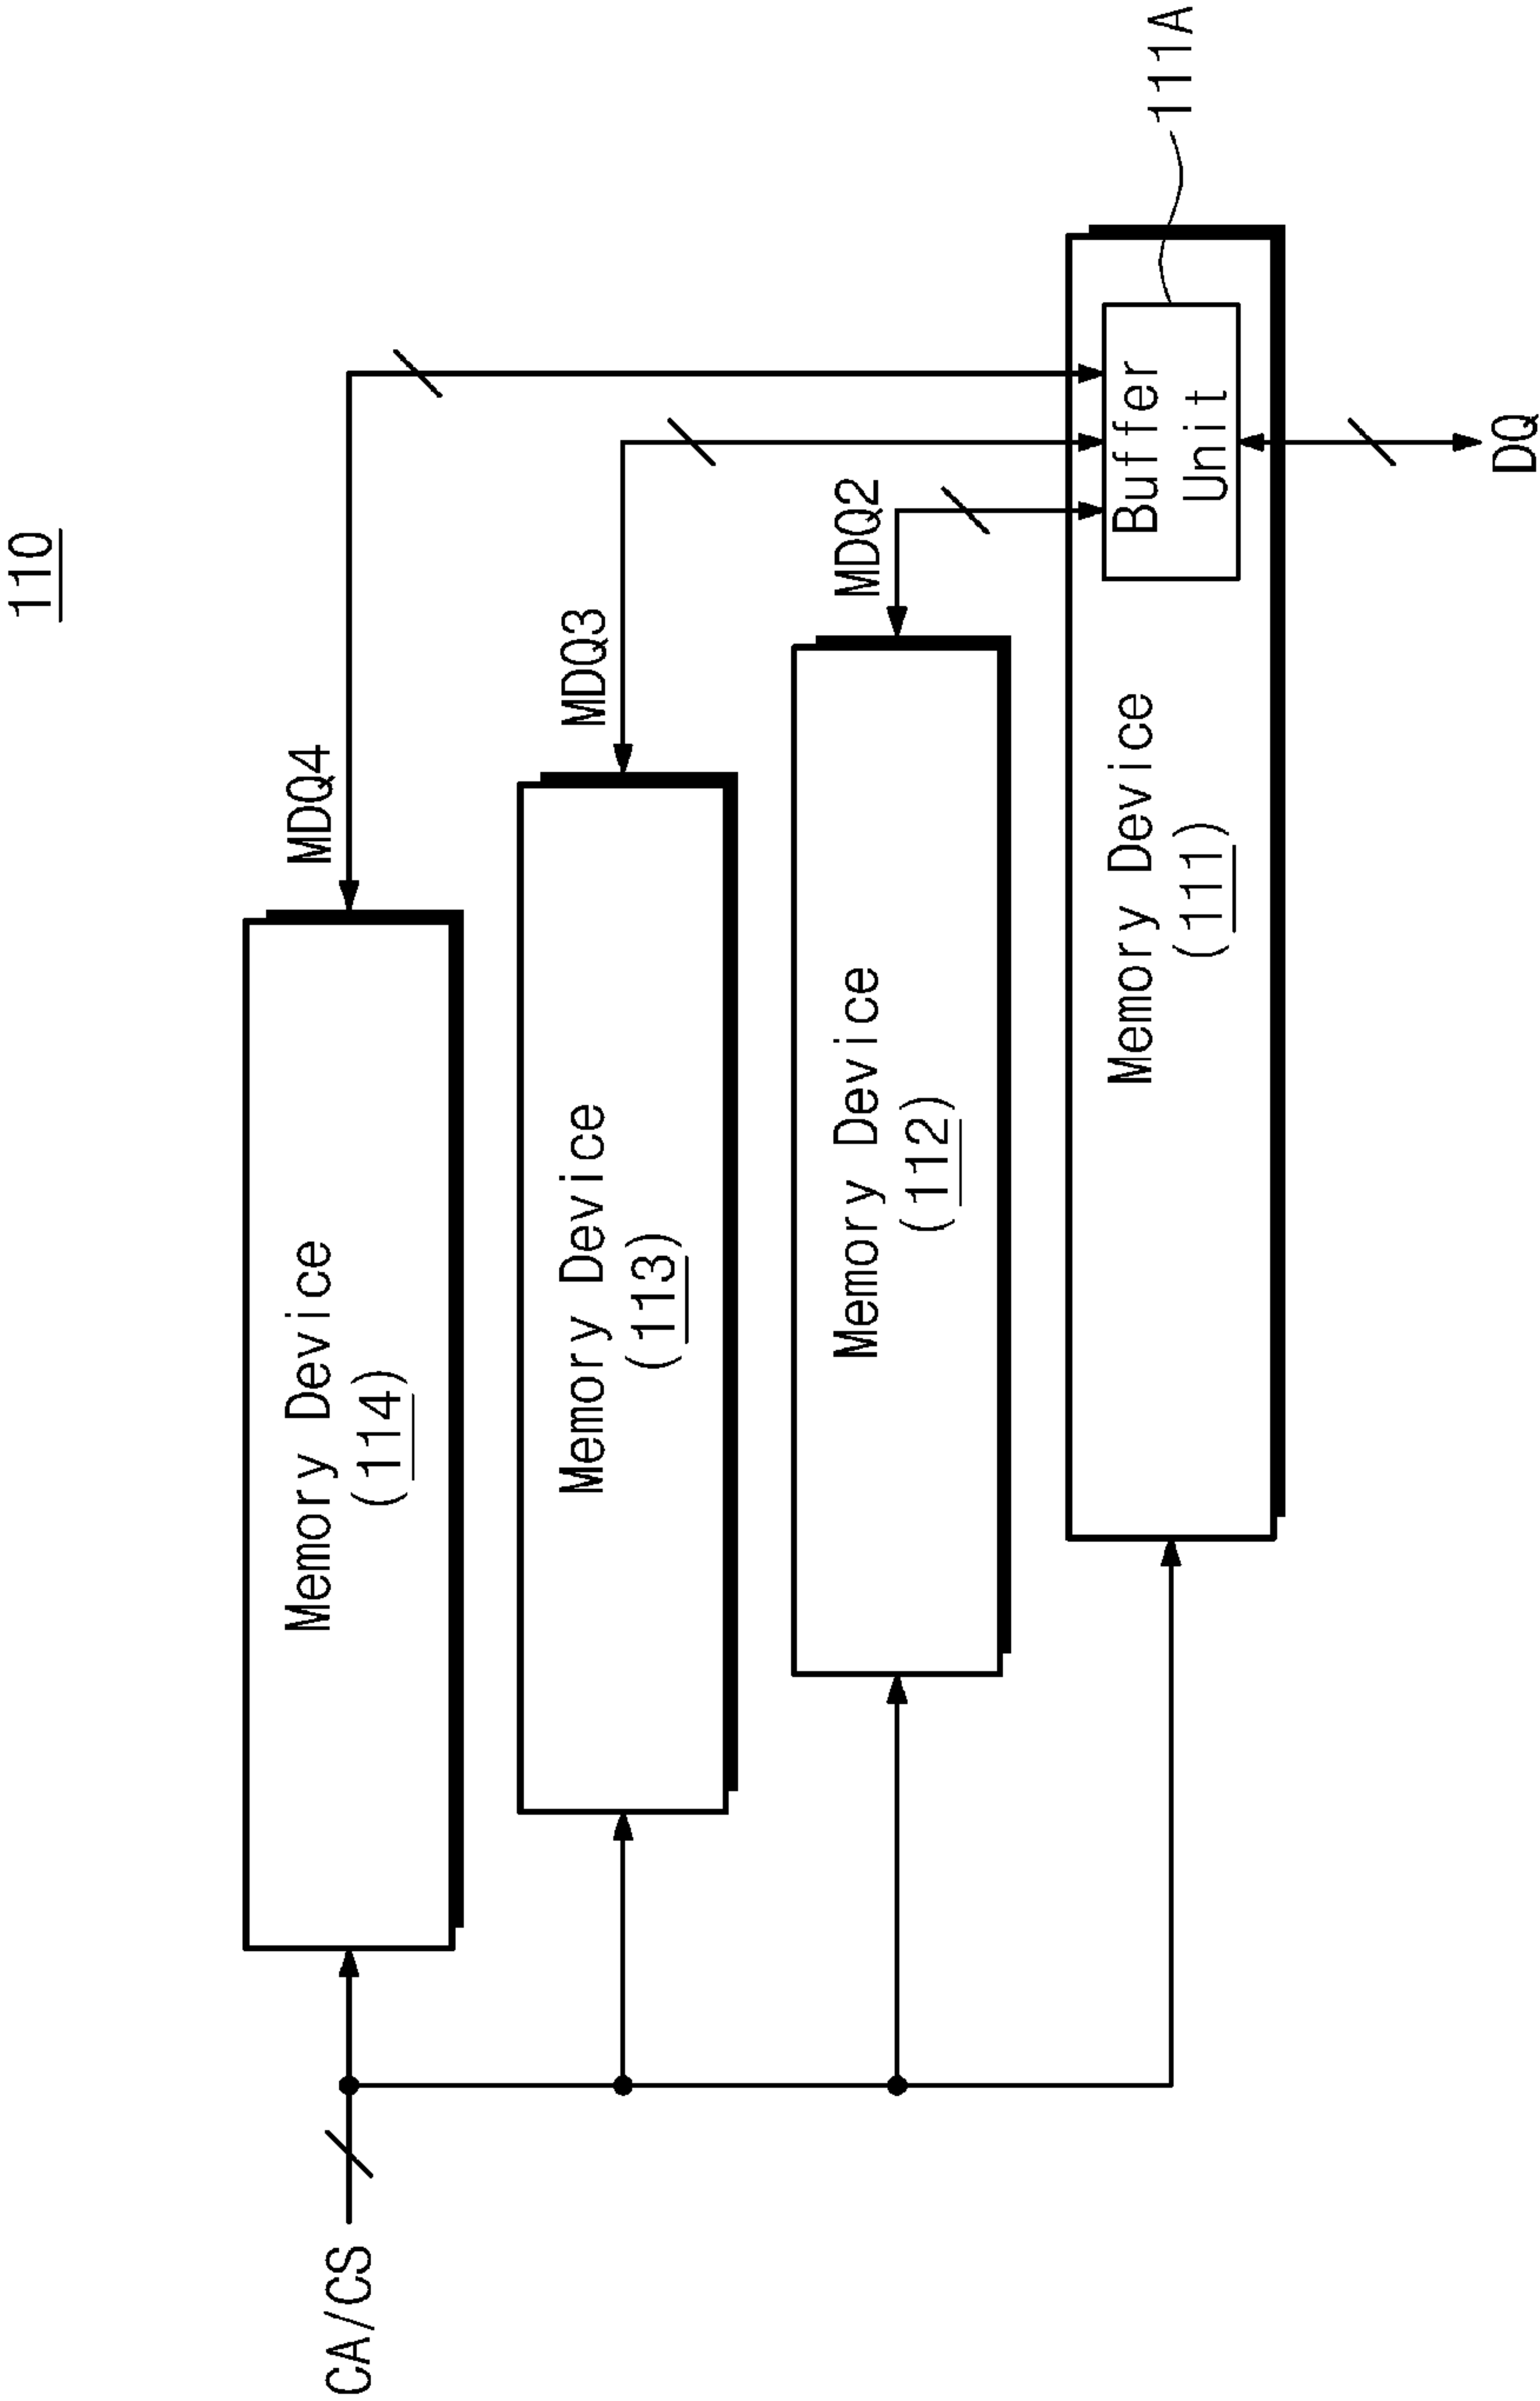 110
CA/CS
Memory Device
(114)
MDQ4
Memory Device
(113)
MDQ3
Memory Device
(112)
MDQ2
Memory Device
(111)
Buffer
Unit
111A
DQ